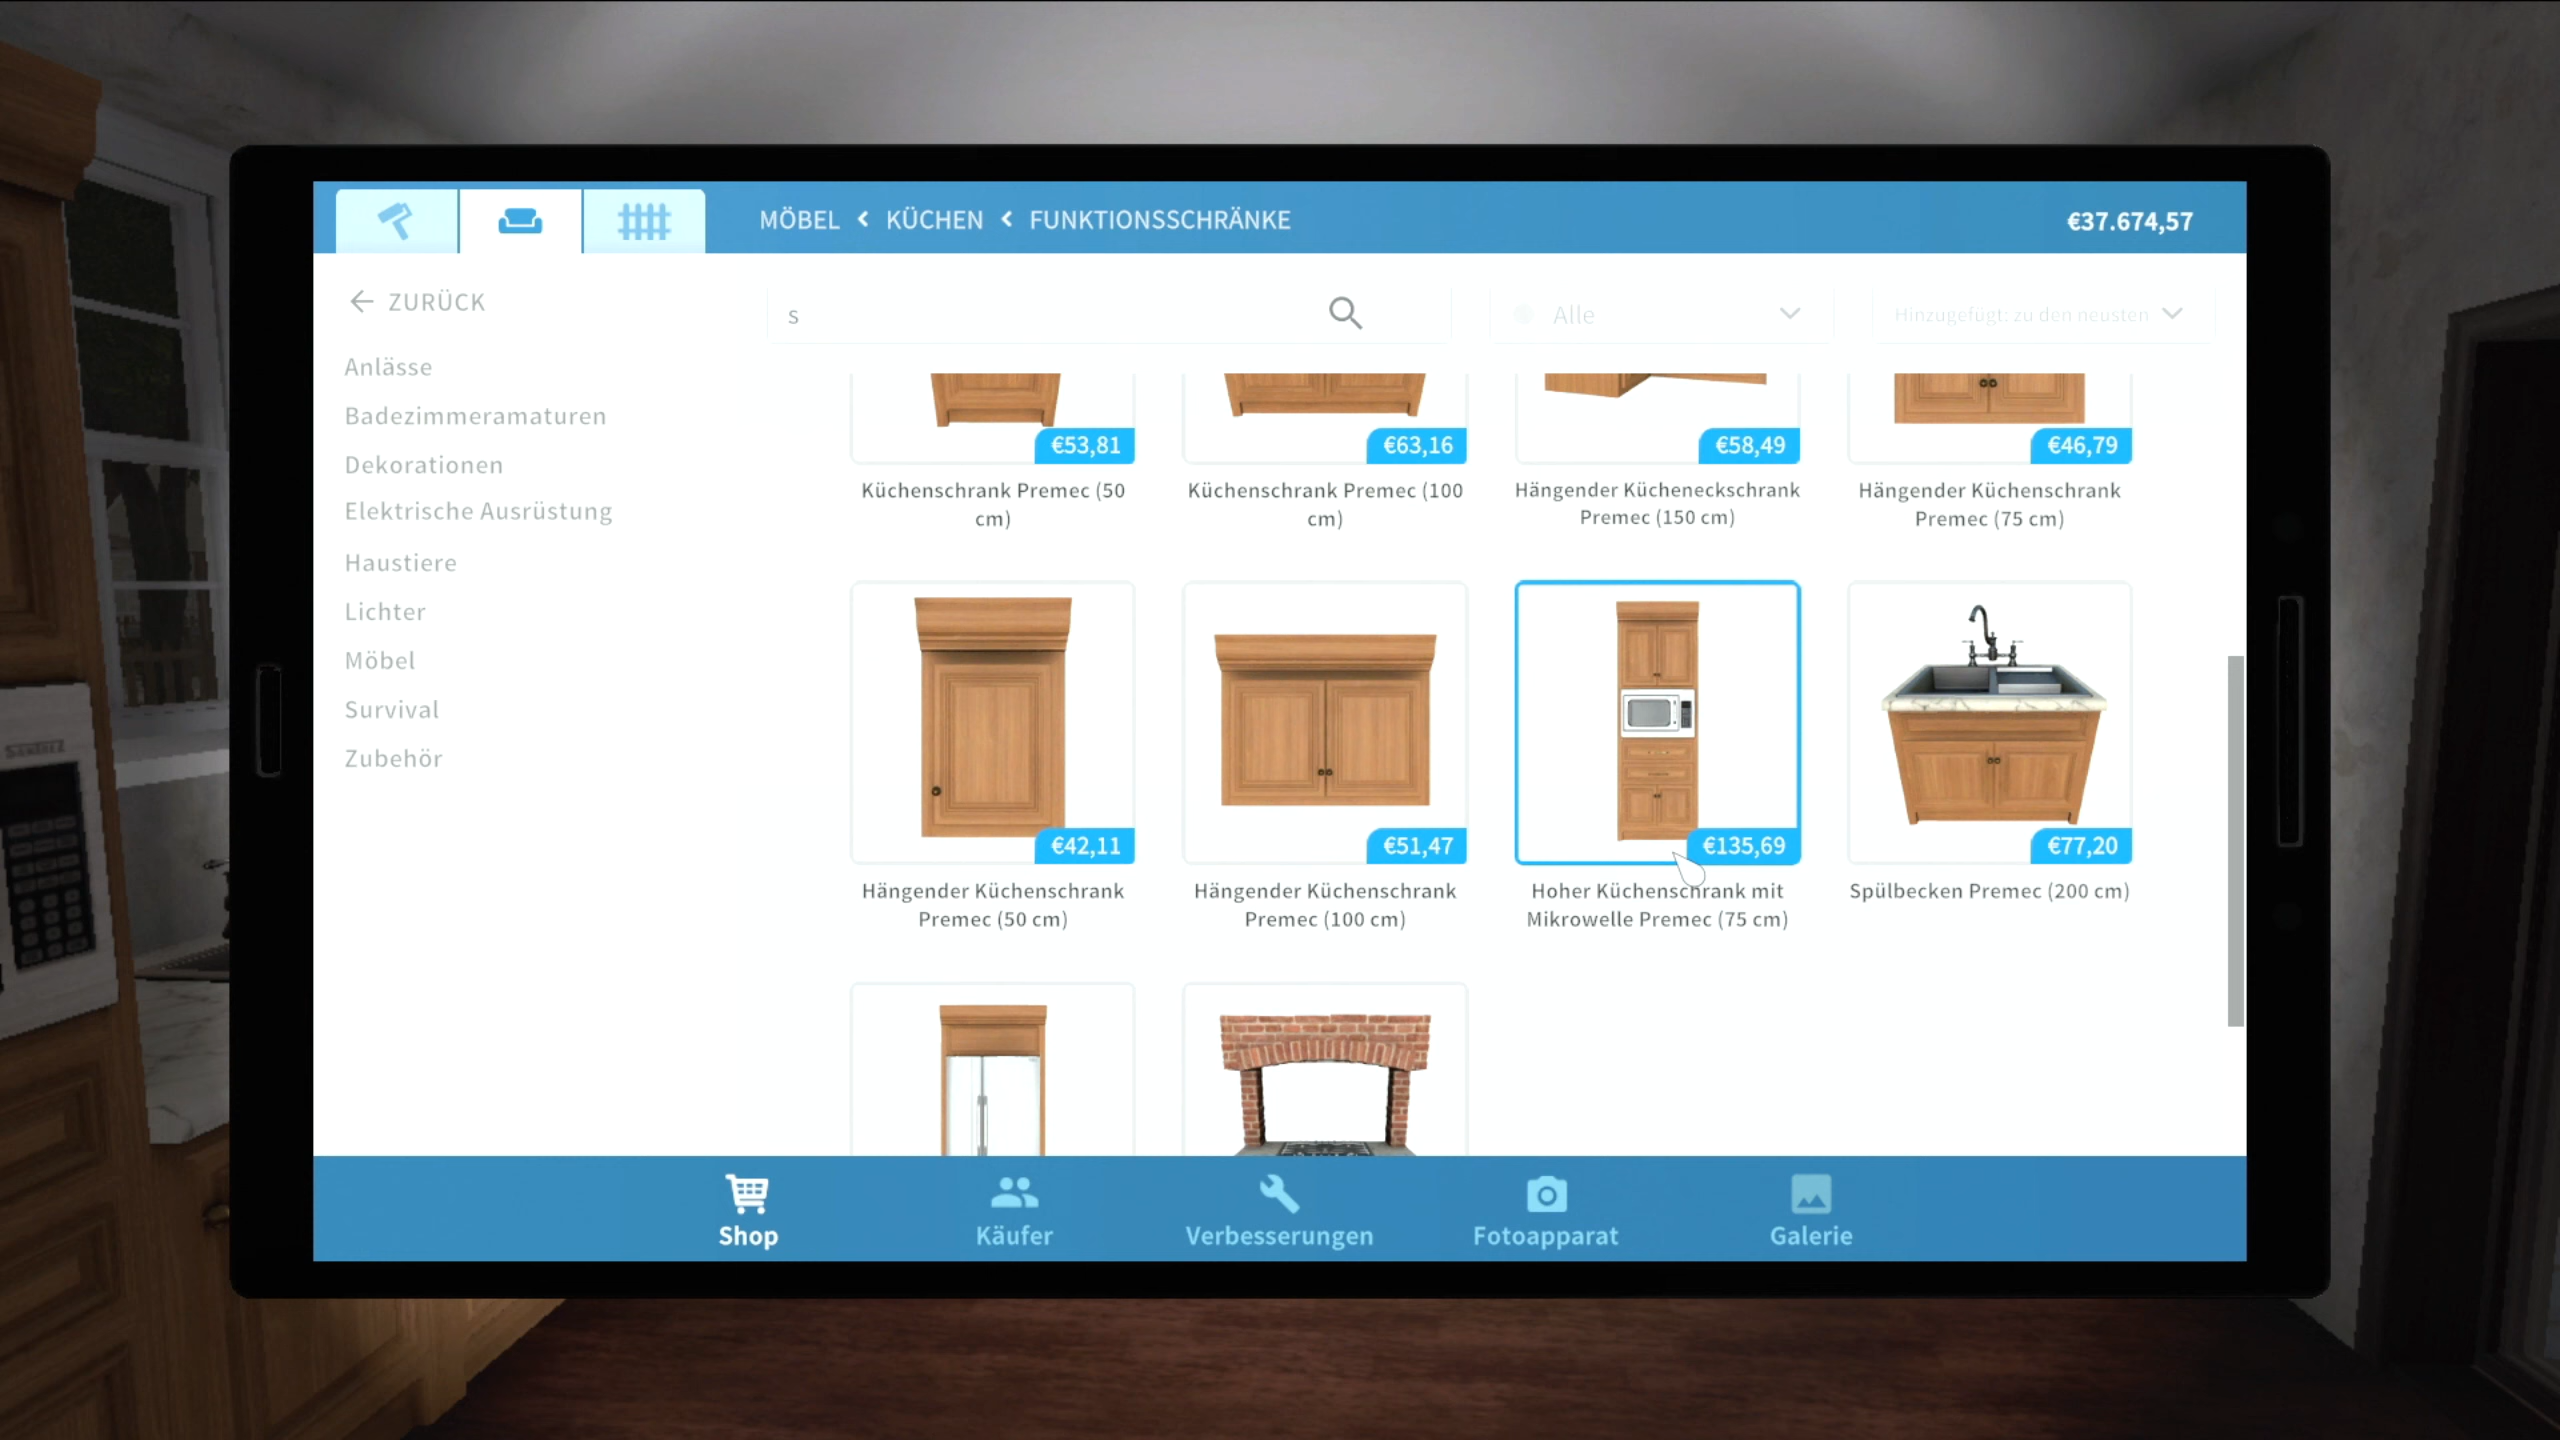 MÖBEL < KÜCHEN < FUNKTIONSSCHRÄNKE
€37.674,57
ZURÜCK
s
Alle
Hinzugefügt: zu den neusten
Anlässe
Badezimmeramaturen
Dekorationen
Elektrische Ausrüstung
Haustiere
Lichter
Möbel
Survival
Zubehör
€53,81
€63,16
€58,49
€46,79
Küchenschrank Premec (50
cm)
Küchenschrank Premec (100
cm)
Hängender Kücheneckschrank
Premec (150 cm)
Hängender Küchenschrank
Premec (75 cm)
€42,11
€51,47
€135,69
€77,20
Hängender Küchenschrank
Premec (50 cm)
Hängender Küchenschrank
Premec (100 cm)
Hoher Küchenschrank mit
Mikrowelle Premec (75 cm)
Spülbecken Premec (200 cm)
Shop
Käufer
Verbesserungen
Fotoapparat
Galerie